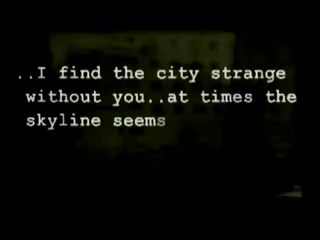 ..I find the city strange
without you..at times the
skyline seems